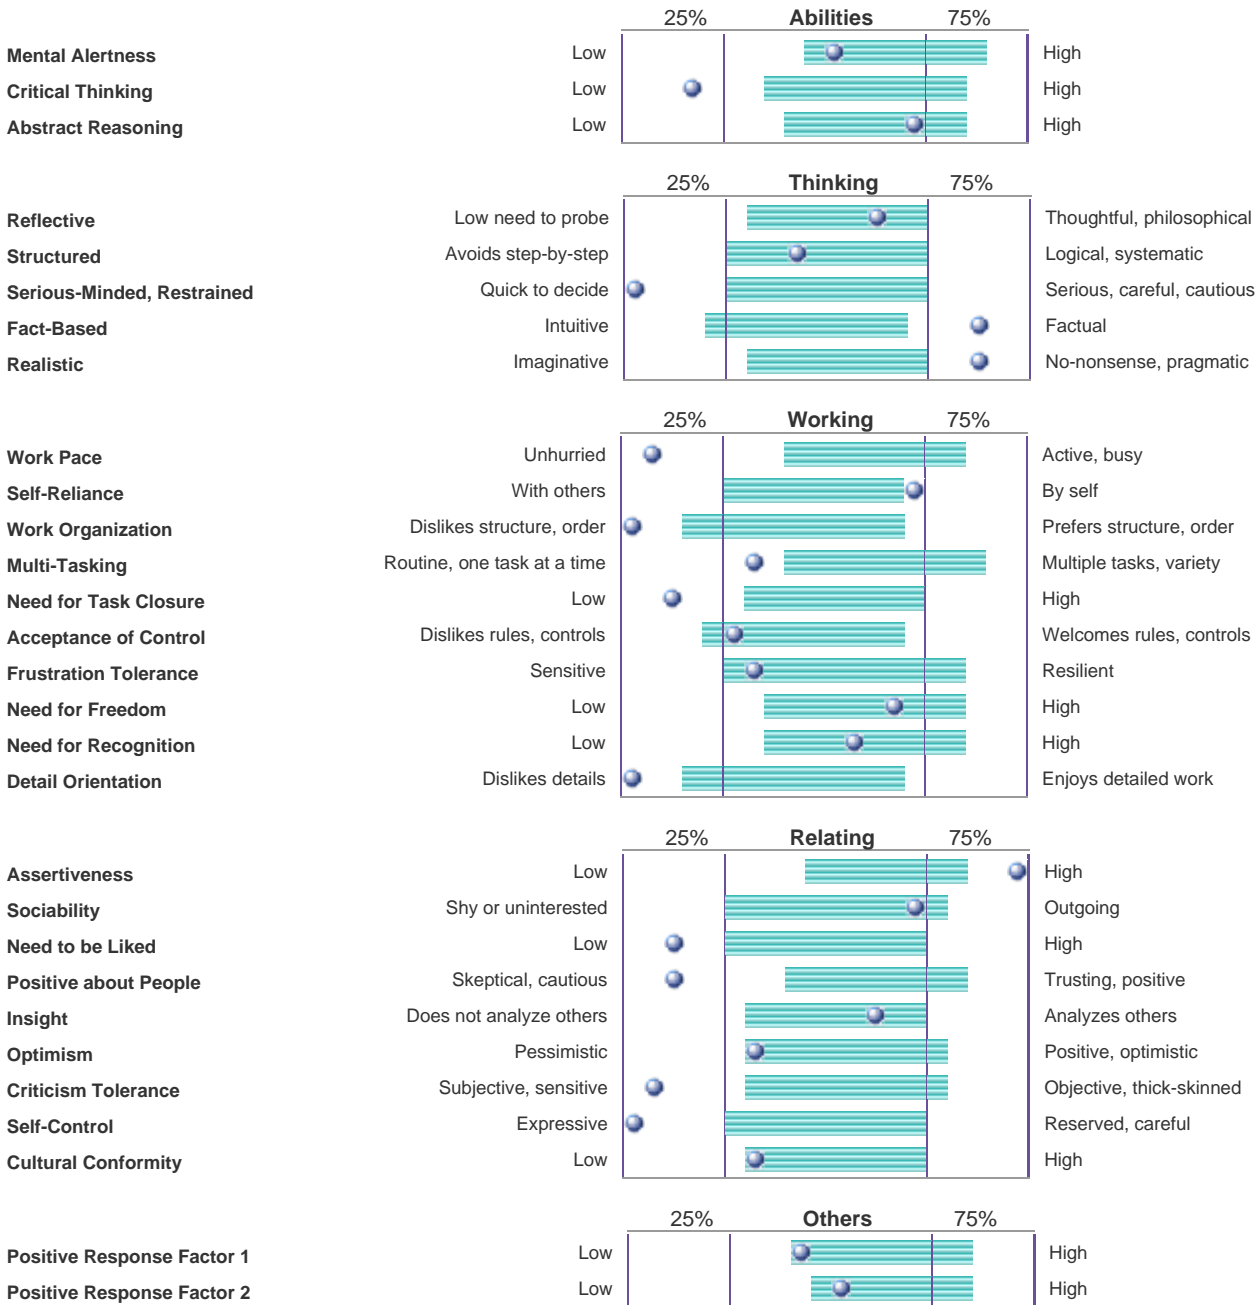 25% Abilities 75%
Mental Alertness Low High
Critical Thinking Low High
Abstract Reasoning Low High
25% Thinking 75%
Reflective Low need to probe Thoughtful, philosophical
Structured Avoids step-by-step Logical, systematic
Serious-Minded, Restrained Quick to decide Serious, careful, cautious
Fact-Based Intuitive Factual
Realistic Imaginative No-nonsense, pragmatic
25% Working 75%
Work Pace Unhurried Active, busy
Self-Reliance With others By self
Work Organization Dislikes structure, order Prefers structure, order
Multi-Tasking Routine, one task at a time Multiple tasks, variety
Need for Task Closure Low High
Acceptance of Control Dislikes rules, controls Welcomes rules, controls
Frustration Tolerance Sensitive Resilient
Need for Freedom Low High
Need for Recognition Low High
Detail Orientation Dislikes details Enjoys detailed work
25% Relating 75%
Assertiveness Low High
Sociability Shy or uninterested Outgoing
Need to be Liked Low High
Positive about People Skeptical, cautious Trusting, positive
Insight Does not analyze others Analyzes others
Optimism Pessimistic Positive, optimistic
Criticism Tolerance Subjective, sensitive Objective, thick-skinned
Self-Control Expressive Reserved, careful
Cultural Conformity Low High
25% Others 75%
Positive Response Factor 1 Low High
Positive Response Factor 2 Low High